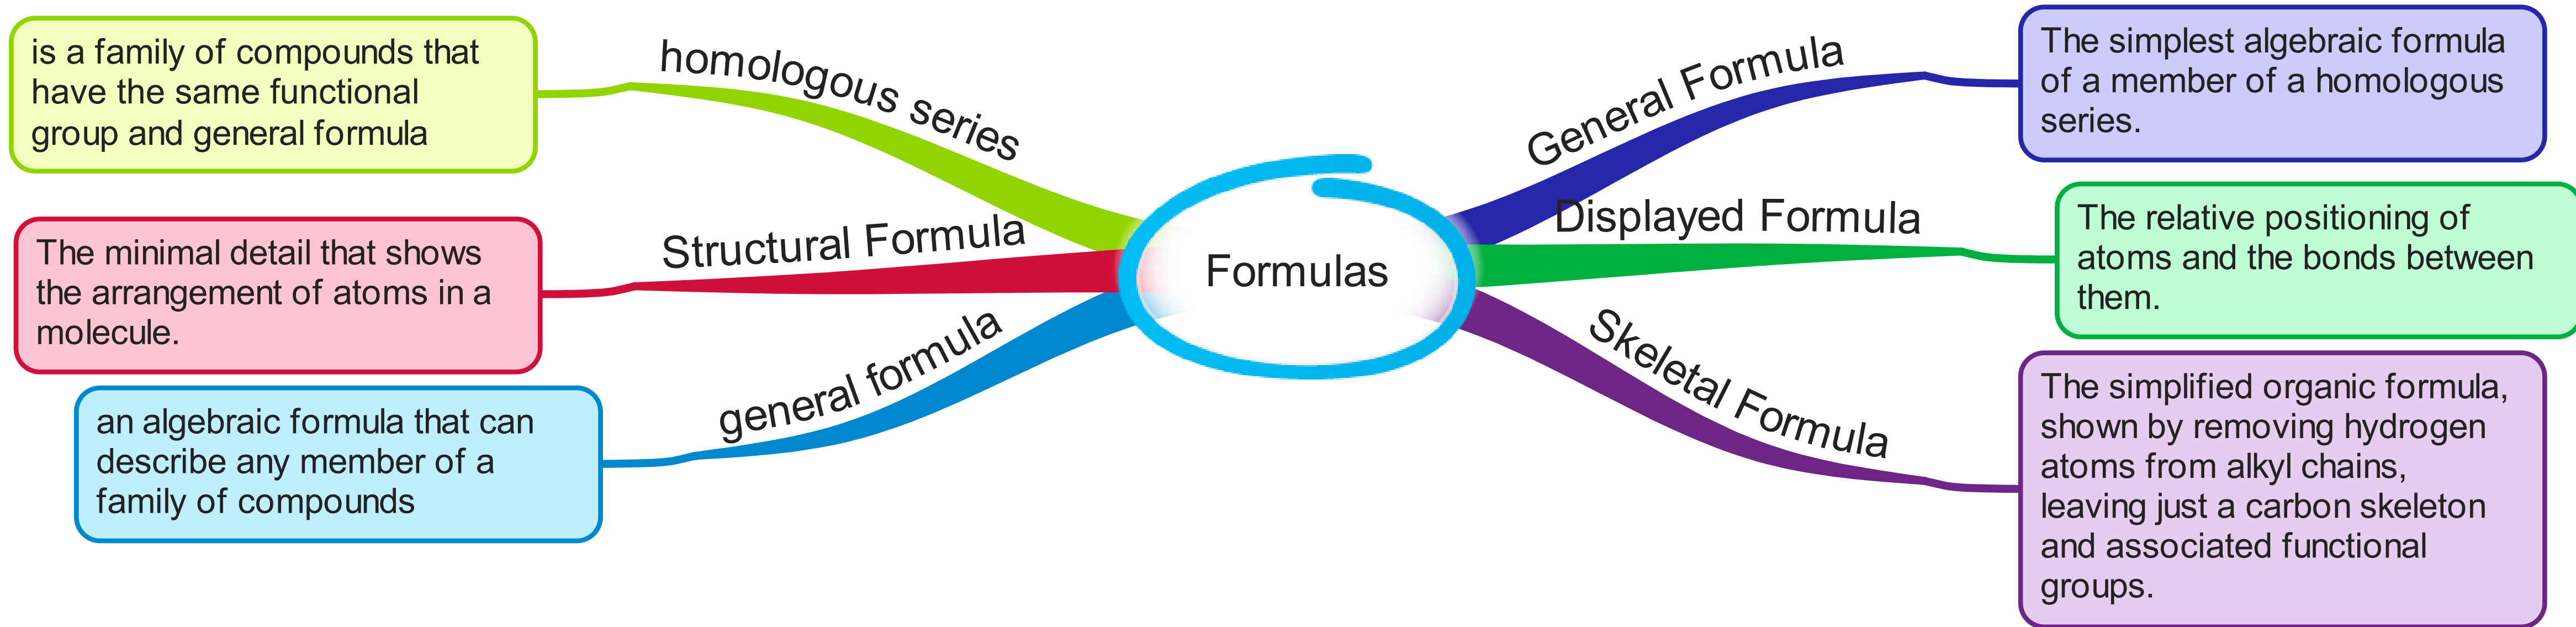 Formulas
homologous series
is a family of compounds that
have the same functional
group and general formula
Structural Formula
The minimal detail that shows
the arrangement of atoms in a
molecule.
general formula
an algebraic formula that can
describe any member of a
family of compounds
General Formula
The simplest algebraic formula
of a member of a homologous
series.
Displayed Formula
The relative positioning of
atoms and the bonds between
them.
Skeletal Formula
The simplified organic formula,
shown by removing hydrogen
atoms from alkyl chains,
leaving just a carbon skeleton
and associated functional
groups.